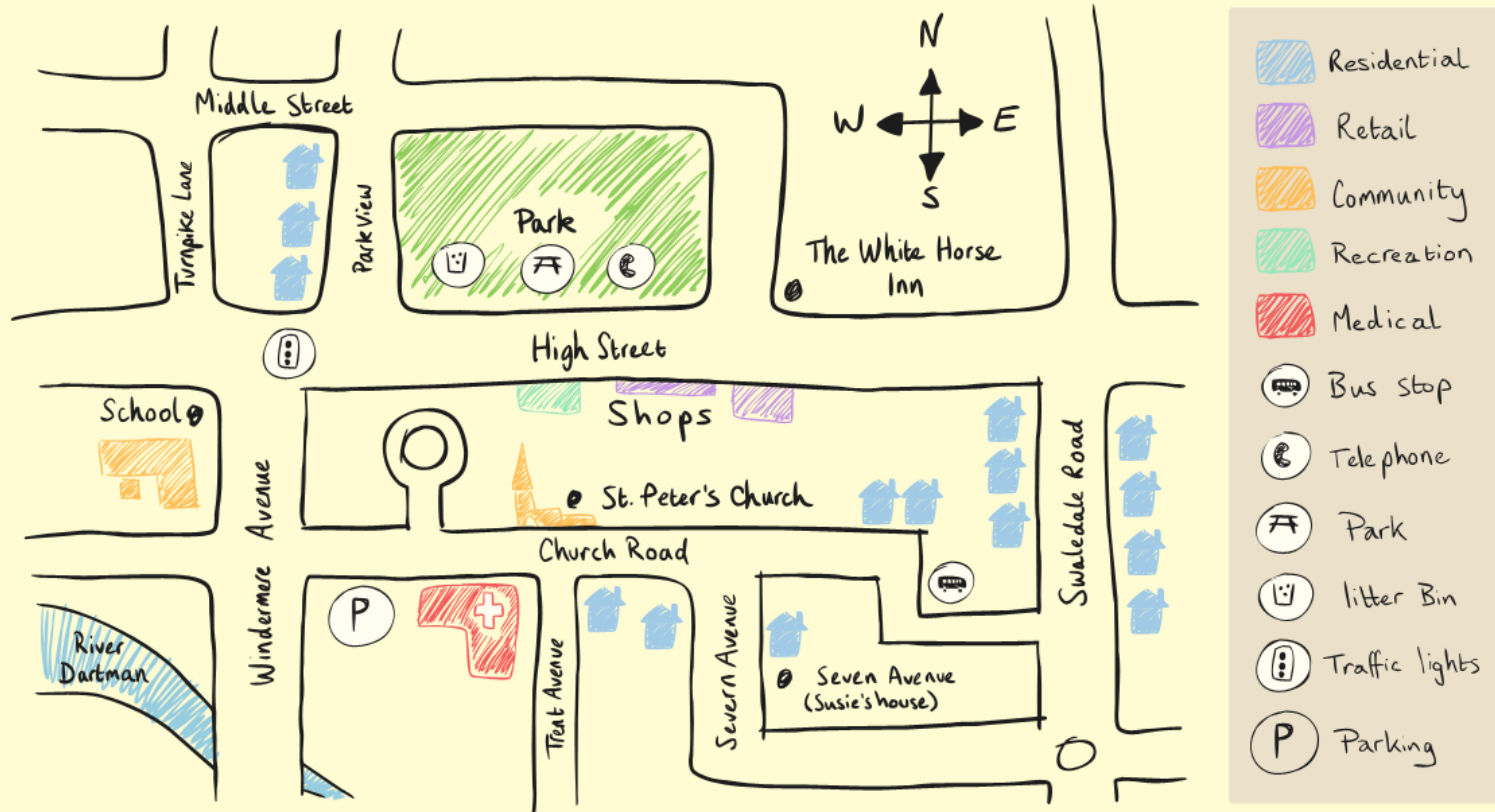 N
W
E
S
Middle Street
Turnpike Lane
Park View
Park
The White Horse
Inn
High Street
School
Shops
St. Peter's Church
Church Road
Windermere Avenue
Swaledale Road
P
River
Dartman
Trent Avenue
Severn Avenue
Seven Avenue
(Susie's house)
Residential
Retail
Community
Recreation
Medical
Bus stop
Telephone
Park
litter Bin
Traffic lights
P
Parking